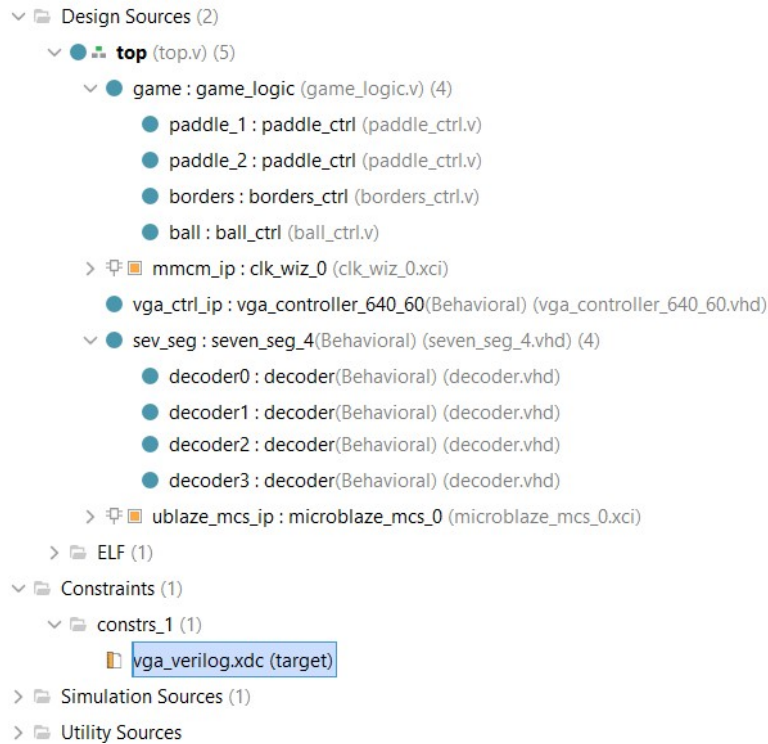 Design Sources (2)
top (top.v) (5)
game : game_logic (game_logic.v) (4)
paddle_1 : paddle_ctrl (paddle_ctrl.v)
paddle_2 : paddle_ctrl (paddle_ctrl.v)
borders : borders_ctrl (borders_ctrl.v)
ball : ball_ctrl (ball_ctrl.v)
mmcm_ip : clk_wiz_0 (clk_wiz_0.xci)
vga_ctrl_ip : vga_controller_640_60(Behavioral) (vga_controller_640_60.vhd)
sev_seg : seven_seg_4(Behavioral) (seven_seg_4.vhd) (4)
decoder0 : decoder(Behavioral) (decoder.vhd)
decoder1 : decoder(Behavioral) (decoder.vhd)
decoder2 : decoder(Behavioral) (decoder.vhd)
decoder3 : decoder(Behavioral) (decoder.vhd)
ublaze_mcs_ip : microblaze_mcs_0 (microblaze_mcs_0.xci)
ELF (1)
Constraints (1)
constrs_1 (1)
vga_verilog.xdc (target)
Simulation Sources (1)
Utility Sources